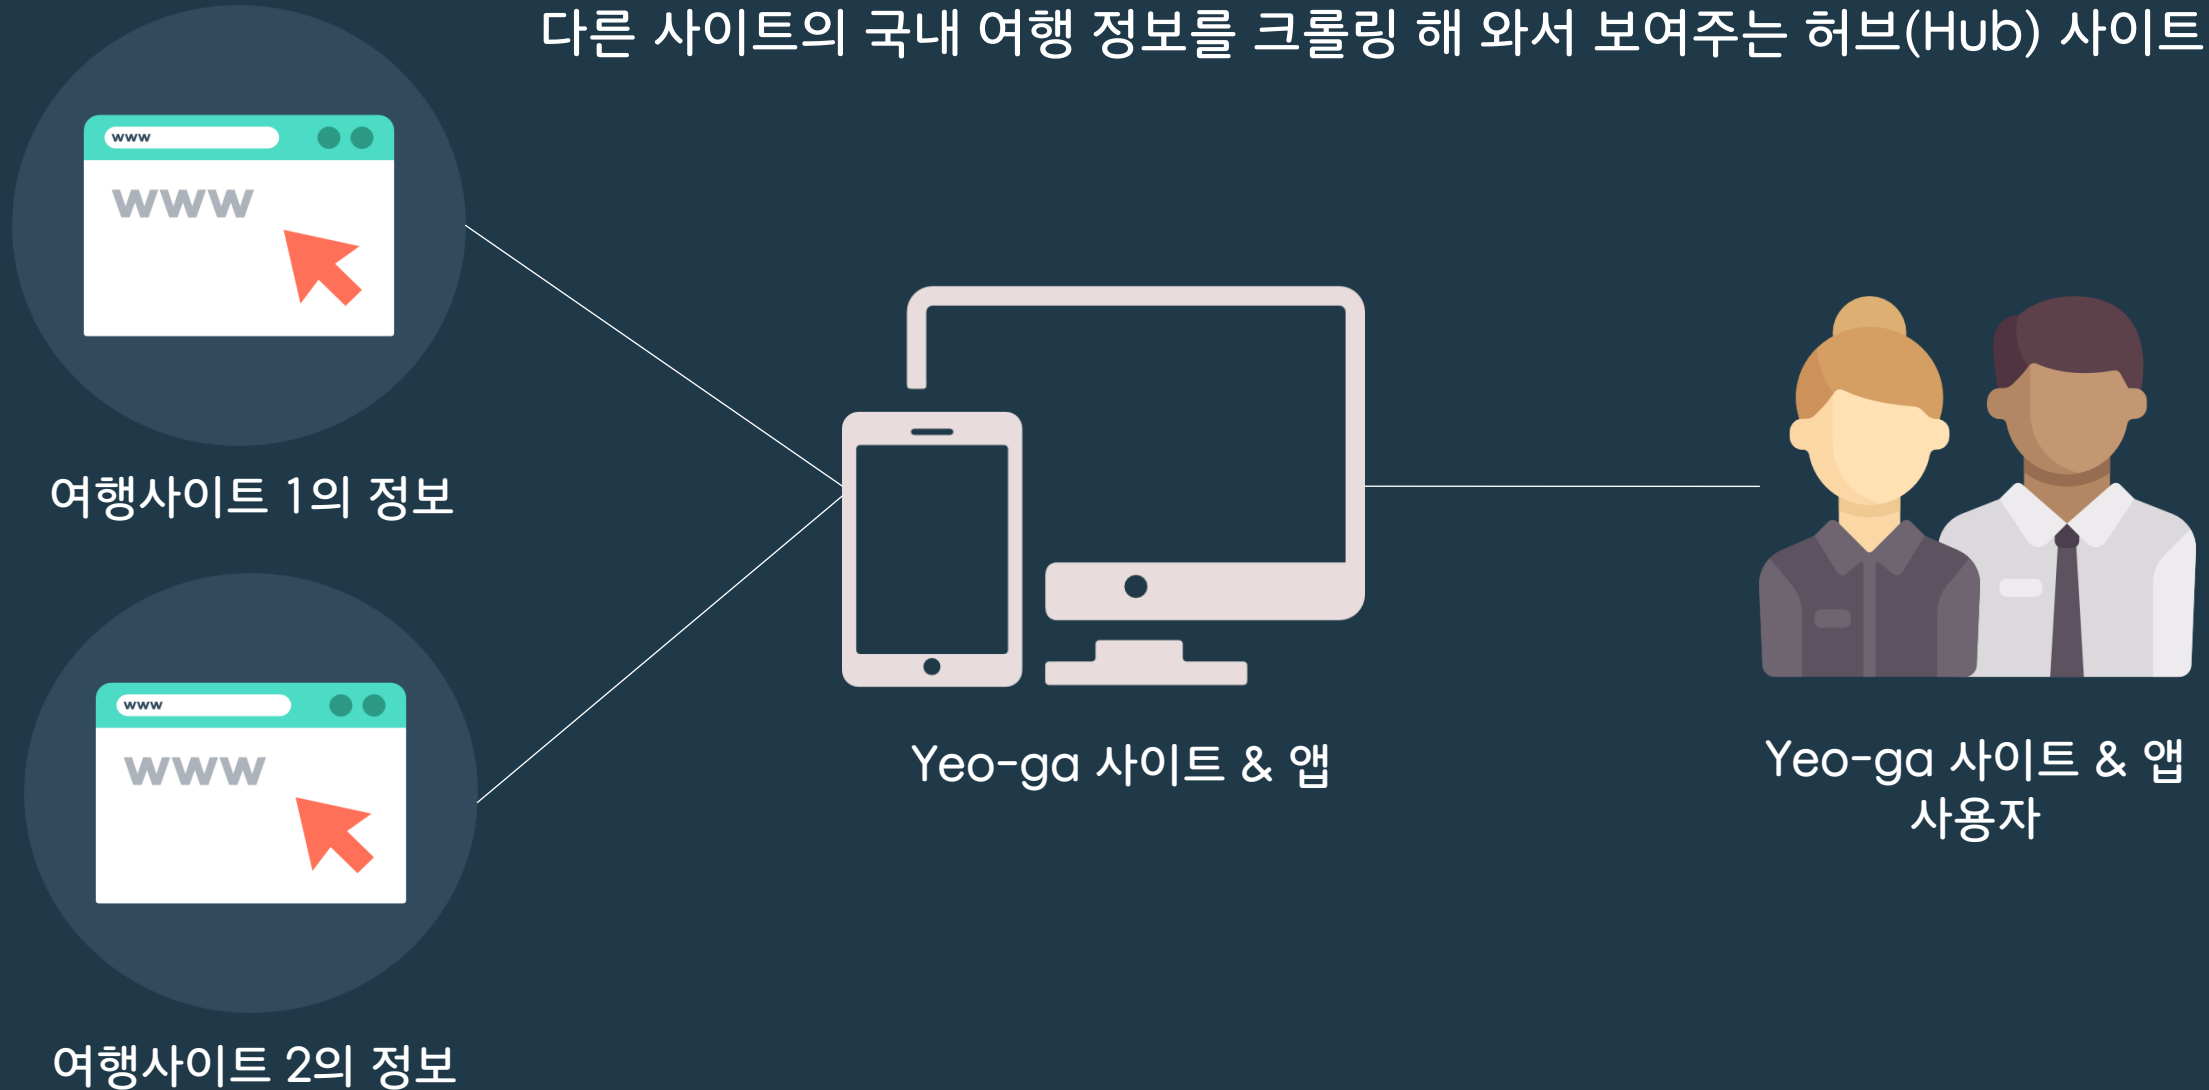 다른 사이트의 국내 여행 정보를 크롤링 해 와서 보여주는 허브(Hub) 사이트
www
www
여행사이트 1의 정보
www
www
여행사이트 2의 정보
Yeo-ga 사이트 & 앱
Yeo-ga 사이트 & 앱
사용자